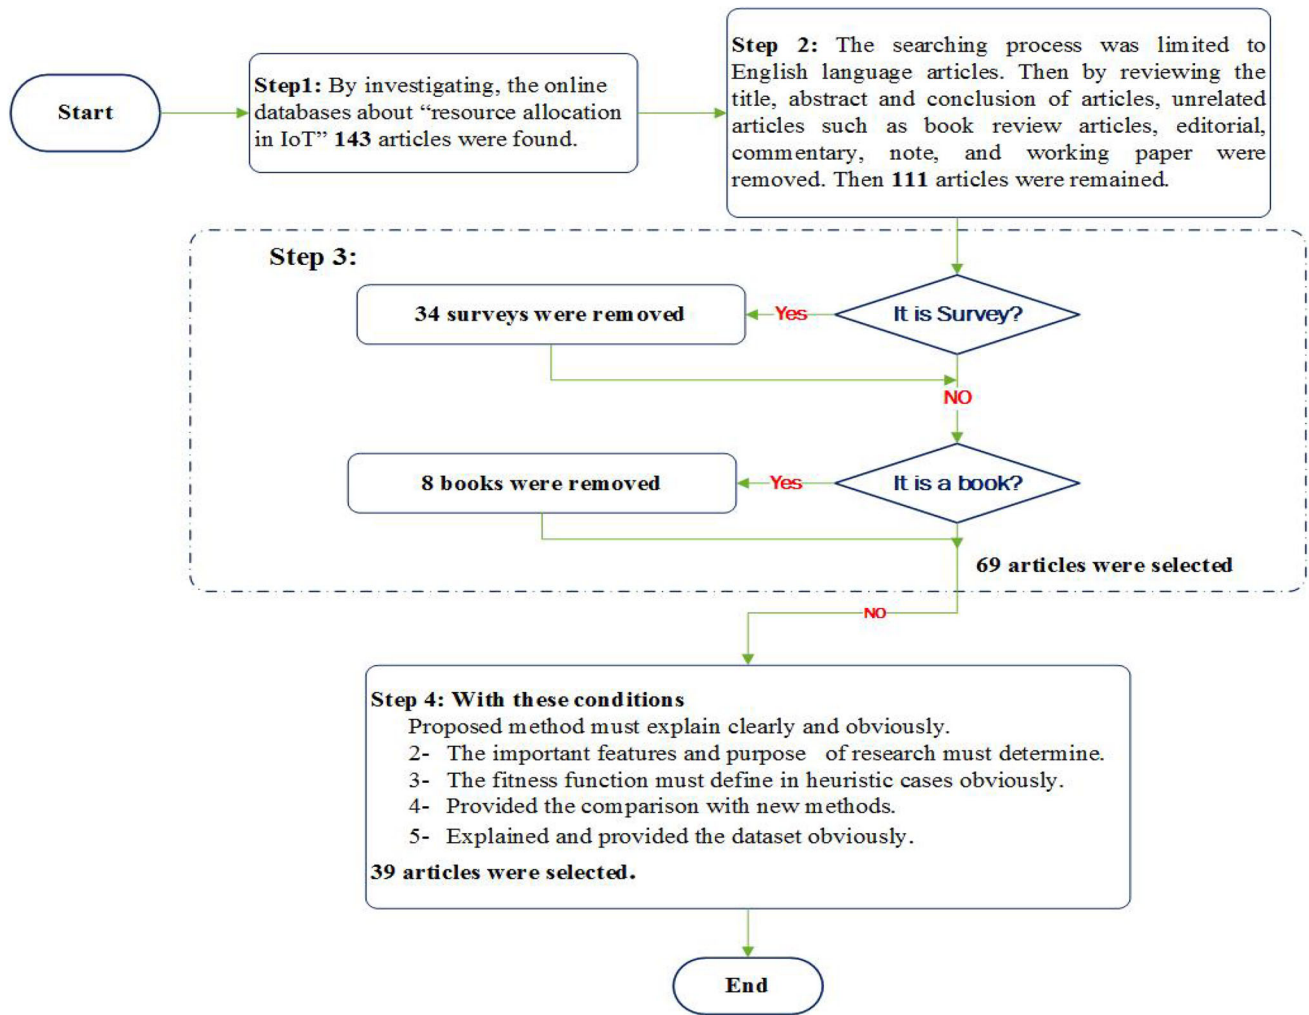 Start
Step1: By investigating, the online
databases about “resource allocation
in IoT” 143 articles were found.
Step 2: The searching process was limited to
English language articles. Then by reviewing the
title, abstract and conclusion of articles, unrelated
articles such as book review articles, editorial,
commentary, note, and working paper were
removed. Then 111 articles were remained.
Step 3:
It is Survey?
Yes
34 surveys were removed
NO
It is a book?
Yes
8 books were removed
69 articles were selected
NO
Step 4: With these conditions
Proposed method must explain clearly and obviously.
2- The important features and purpose of research must determine.
3- The fitness function must define in heuristic cases obviously.
4- Provided the comparison with new methods.
5- Explained and provided the dataset obviously.
39 articles were selected.
End